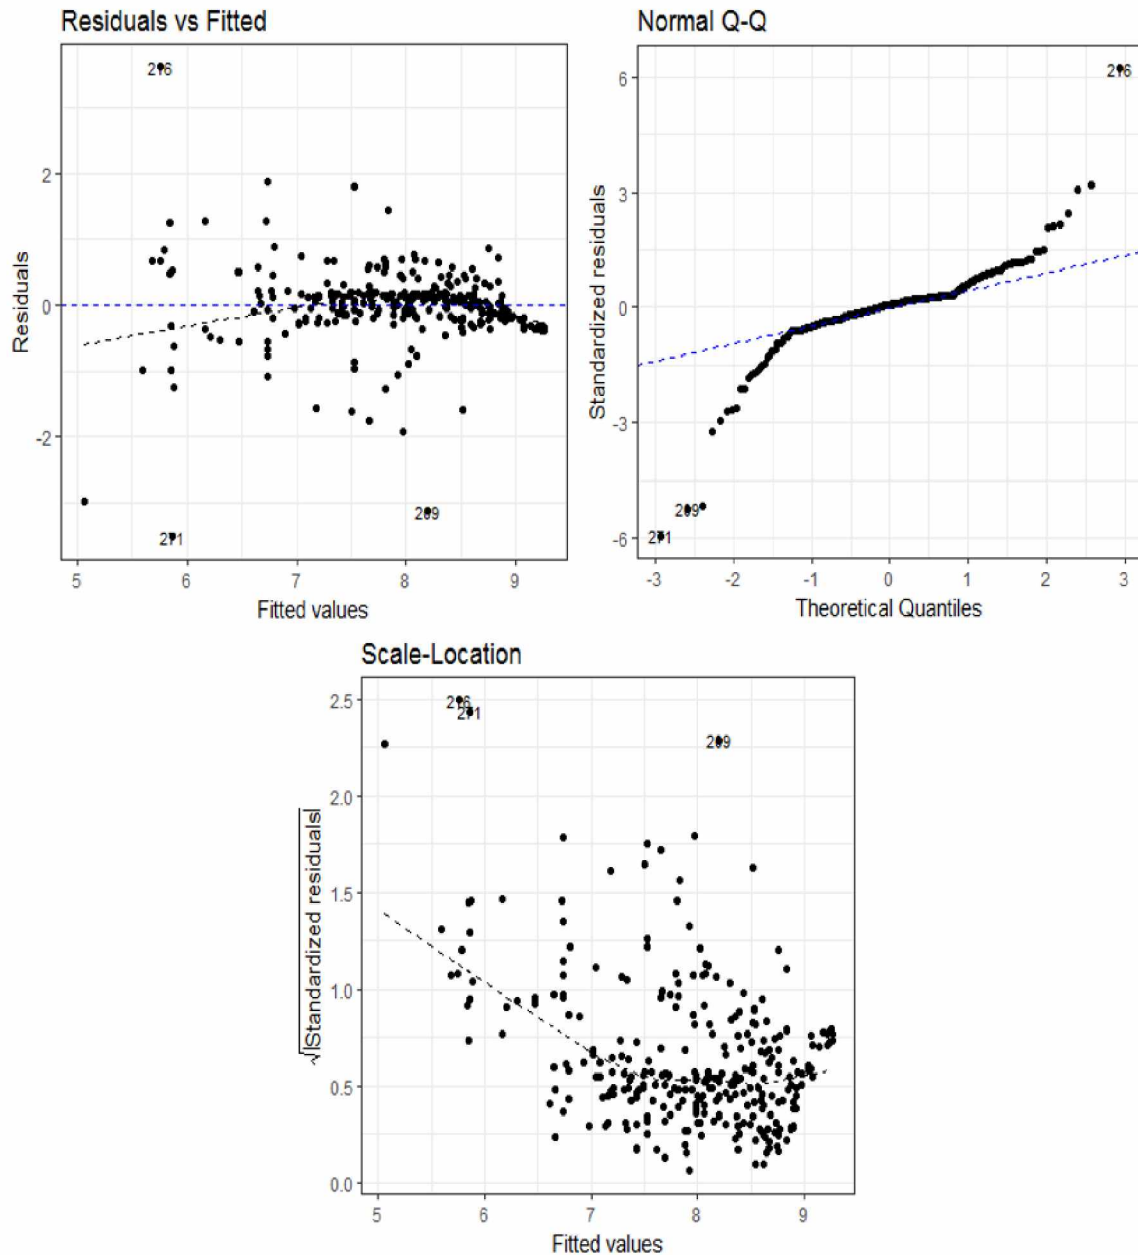 Residuals vs Fitted
216
2
0
-2
Residuals
271
209
5 6 7 8 9
Fitted values
Normal Q-Q
216
6
3
0
-3
-6
Standardized residuals
209
271
-3 -2 -1 0 1 2 3
Theoretical Quantiles
Scale-Location
216
271
209
2.5
2.0
1.5
1.0
0.5
0.0
√|Standardized residuals|
5 6 7 8 9
Fitted values